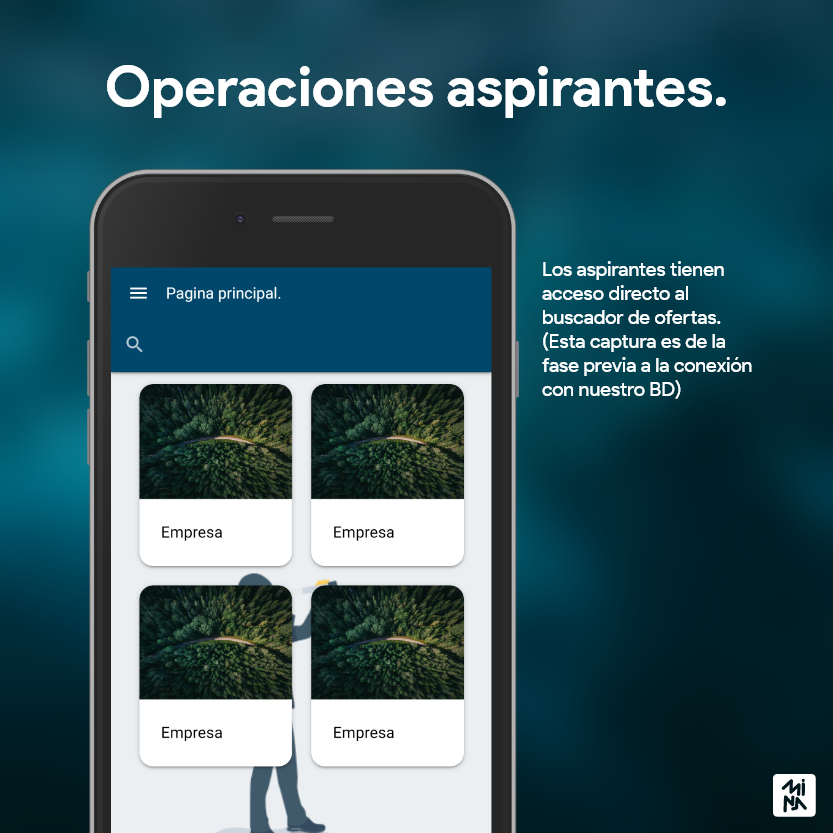 Operaciones aspirantes.
Pagina principal.
Los aspirantes tienen
acceso directo al
buscador de ofertas.
(Esta captura es de la
fase previa a la conexión
con nuestro BD)
Empresa
Empresa
Empresa
Empresa
MiNA